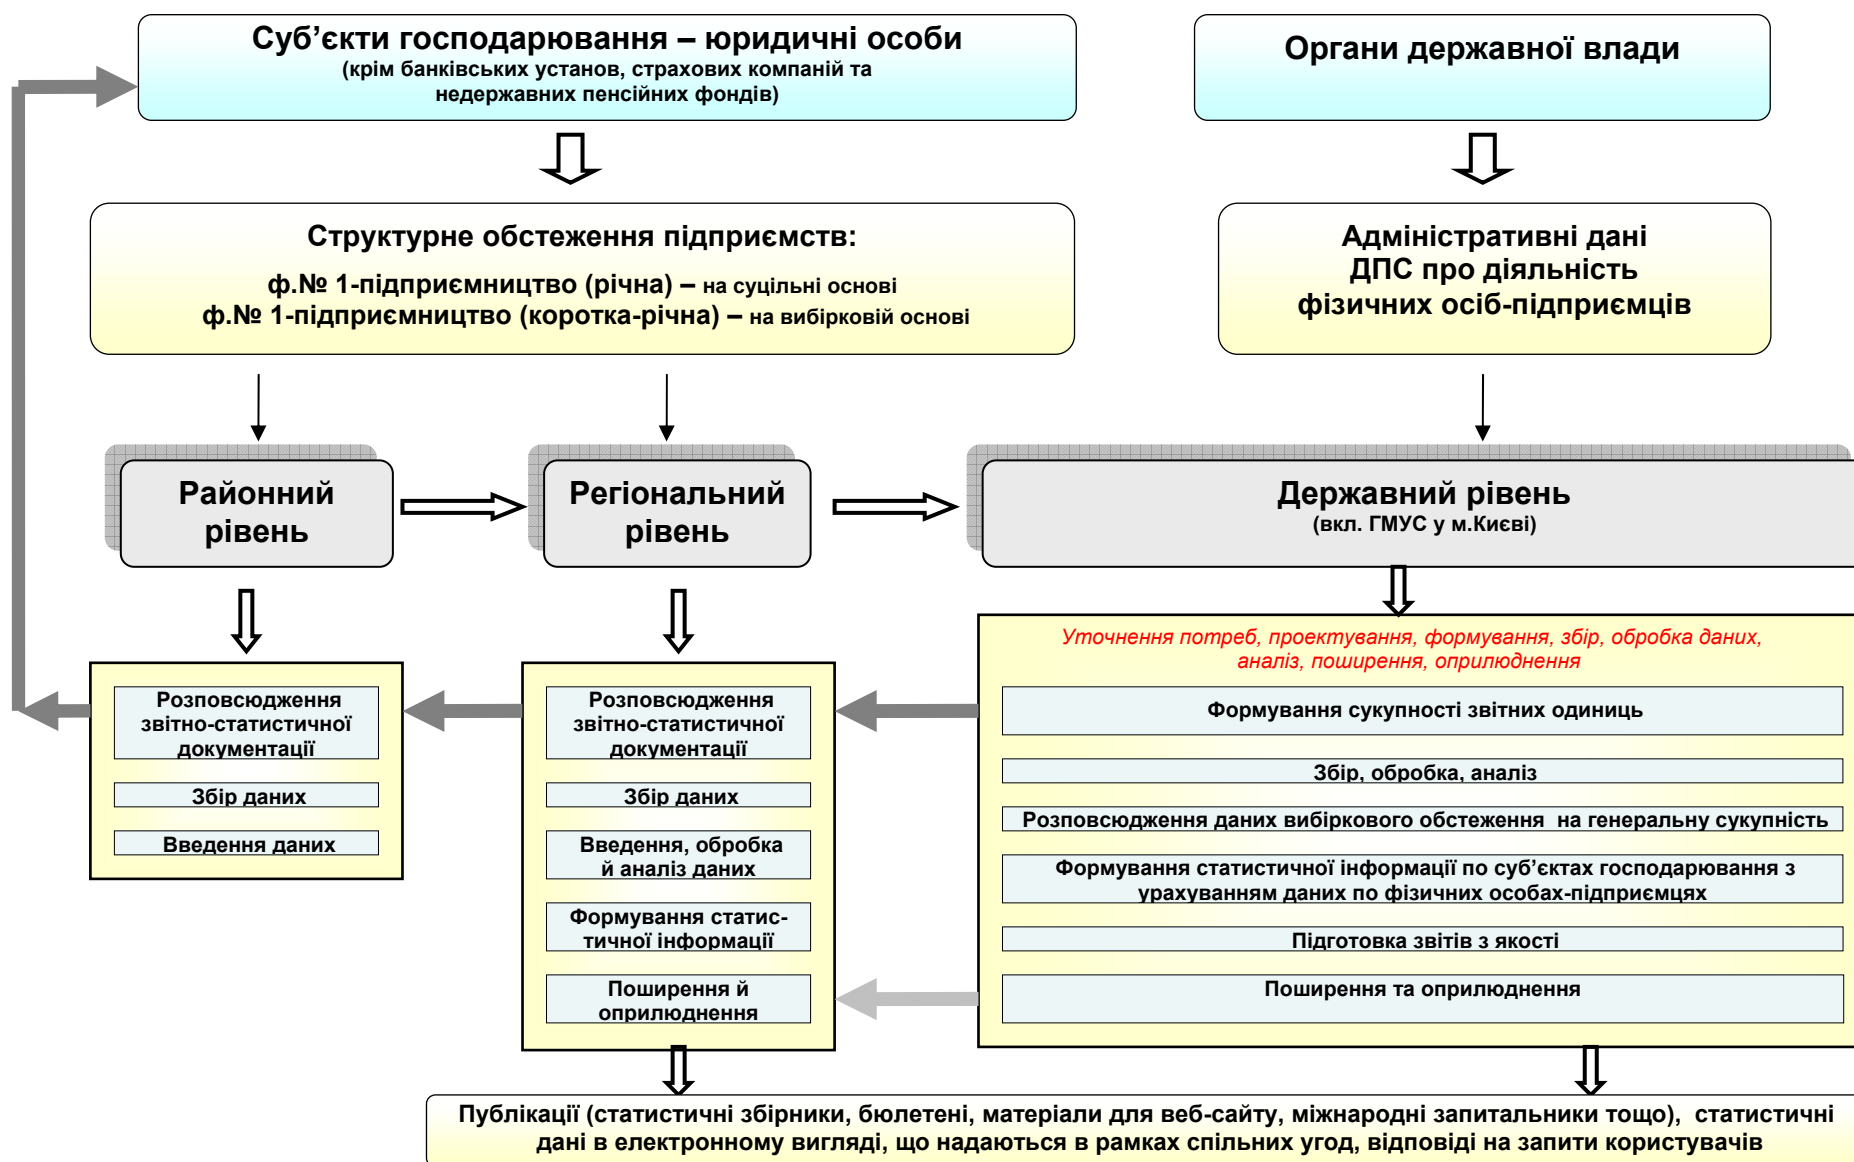 Суб’єкти господарювання – юридичні особи
(крім банківських установ, страхових компаній та
недержавних пенсійних фондів)
Органи державної влади
Структурне обстеження підприємств:
ф.№ 1-підприємництво (річна) – на суцільні основі
ф.№ 1-підприємництво (коротка-річна) – на вибірковій основі
Адміністративні дані
ДПС про діяльність
фізичних осіб-підприємців
Районний
рівень
Регіональний
рівень
Державний рівень
(вкл. ГМУС у м.Києві)
Розповсюдження
звітно-статистичної
документації
Збір даних
Введення даних
Розповсюдження
звітно-статистичної
документації
Збір даних
Введення, обробка
й аналіз даних
Формування статис-
тичної інформації
Поширення й
оприлюднення
Уточнення потреб, проектування, формування, збір, обробка даних,
аналіз, поширення, оприлюднення
Формування сукупності звітних одиниць
Збір, обробка, аналіз
Розповсюдження даних вибіркового обстеження на генеральну сукупність
Формування статистичної інформації по суб’єктах господарювання з
урахуванням даних по фізичних особах-підприємцях
Підготовка звітів з якості
Поширення та оприлюднення
Публікації (статистичні збірники, бюлетені, матеріали для веб-сайту, міжнародні запитальники тощо), статистичні
дані в електронному вигляді, що надаються в рамках спільних угод, відповіді на запити користувачів